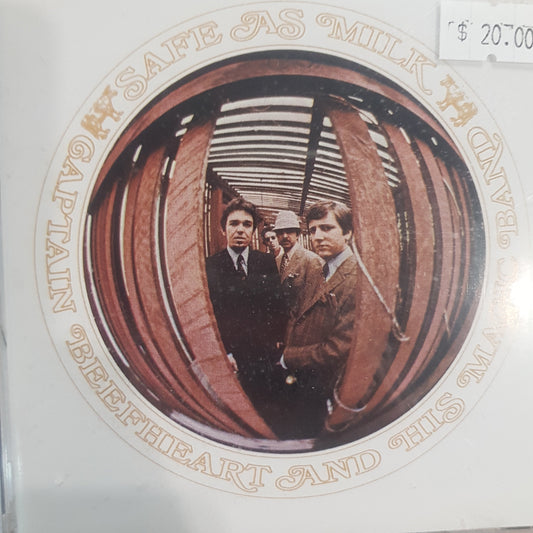 SAFE AS MILK
CAPTAIN BEEFHEART AND HIS MAGIC BAND
$ 20.00